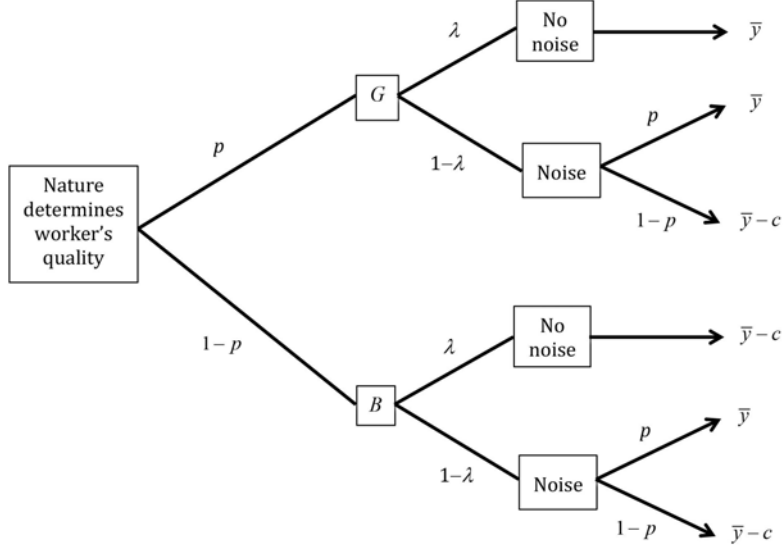 No
noise
λ
ȳ
G
p
ȳ
p
1−λ
Noise
1− p
ȳ − c
Nature
determines
worker's
quality
No
noise
ȳ − c
1− p
λ
B
p
ȳ
1−λ
Noise
1− p
ȳ − c